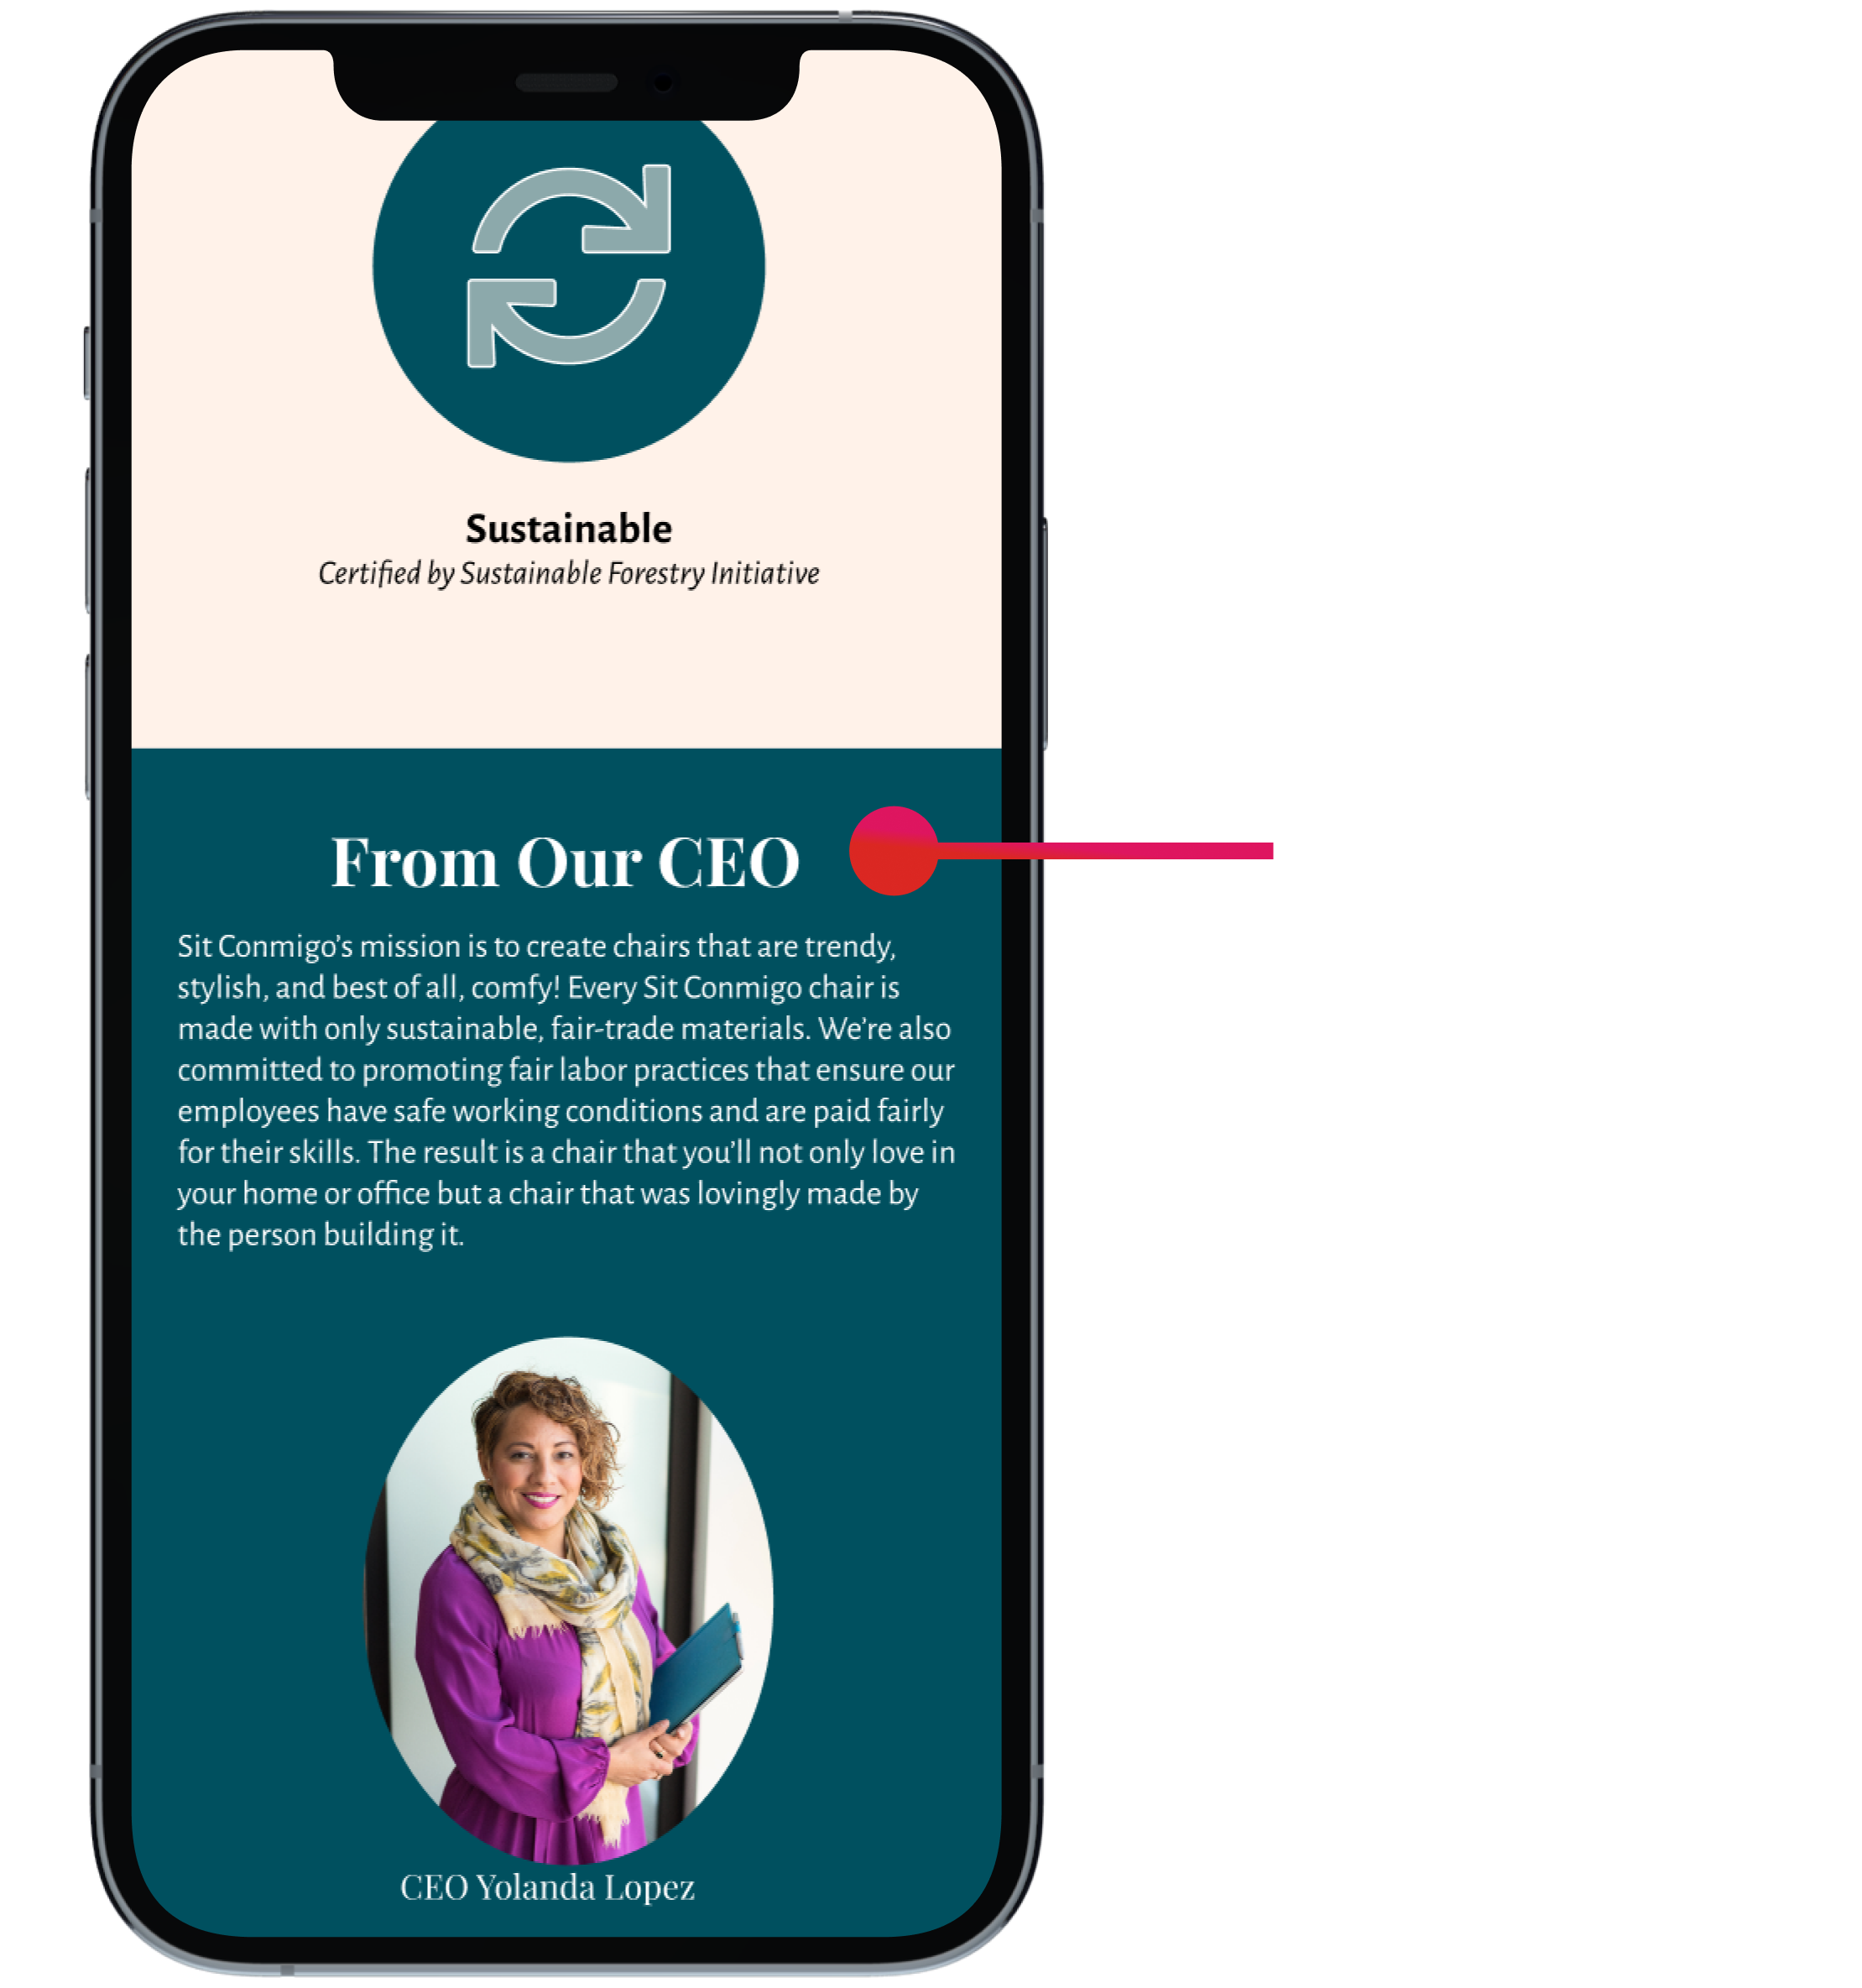 Sustainable
Certified by Sustainable Forestry Initiative
From Our CEO
Sit Conmigo’s mission is to create chairs that are trendy,
stylish, and best of all, comfy! Every Sit Conmigo chair is
made with only sustainable, fair-trade materials. We’re also
committed to promoting fair labor practices that ensure our
employees have safe working conditions and are paid fairly
for their skills. The result is a chair that you’ll not only love in
your home or office but a chair that was lovingly made by
the person building it.
CEO Yolanda Lopez